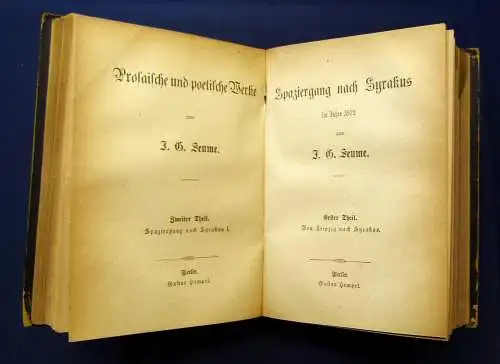 Prosaische und poetische Werke
von
J. G. Seume.
Zweiter Theil.
Spaziergang nach Syrakus I.
Berlin.
Gustav Hempel.
Spaziergang nach Syrakus
im Jahre 1802
von
J. G. Seume.
Erster Theil.
Von Leipzig nach Syrakus.
Berlin.
Gustav Hempel.